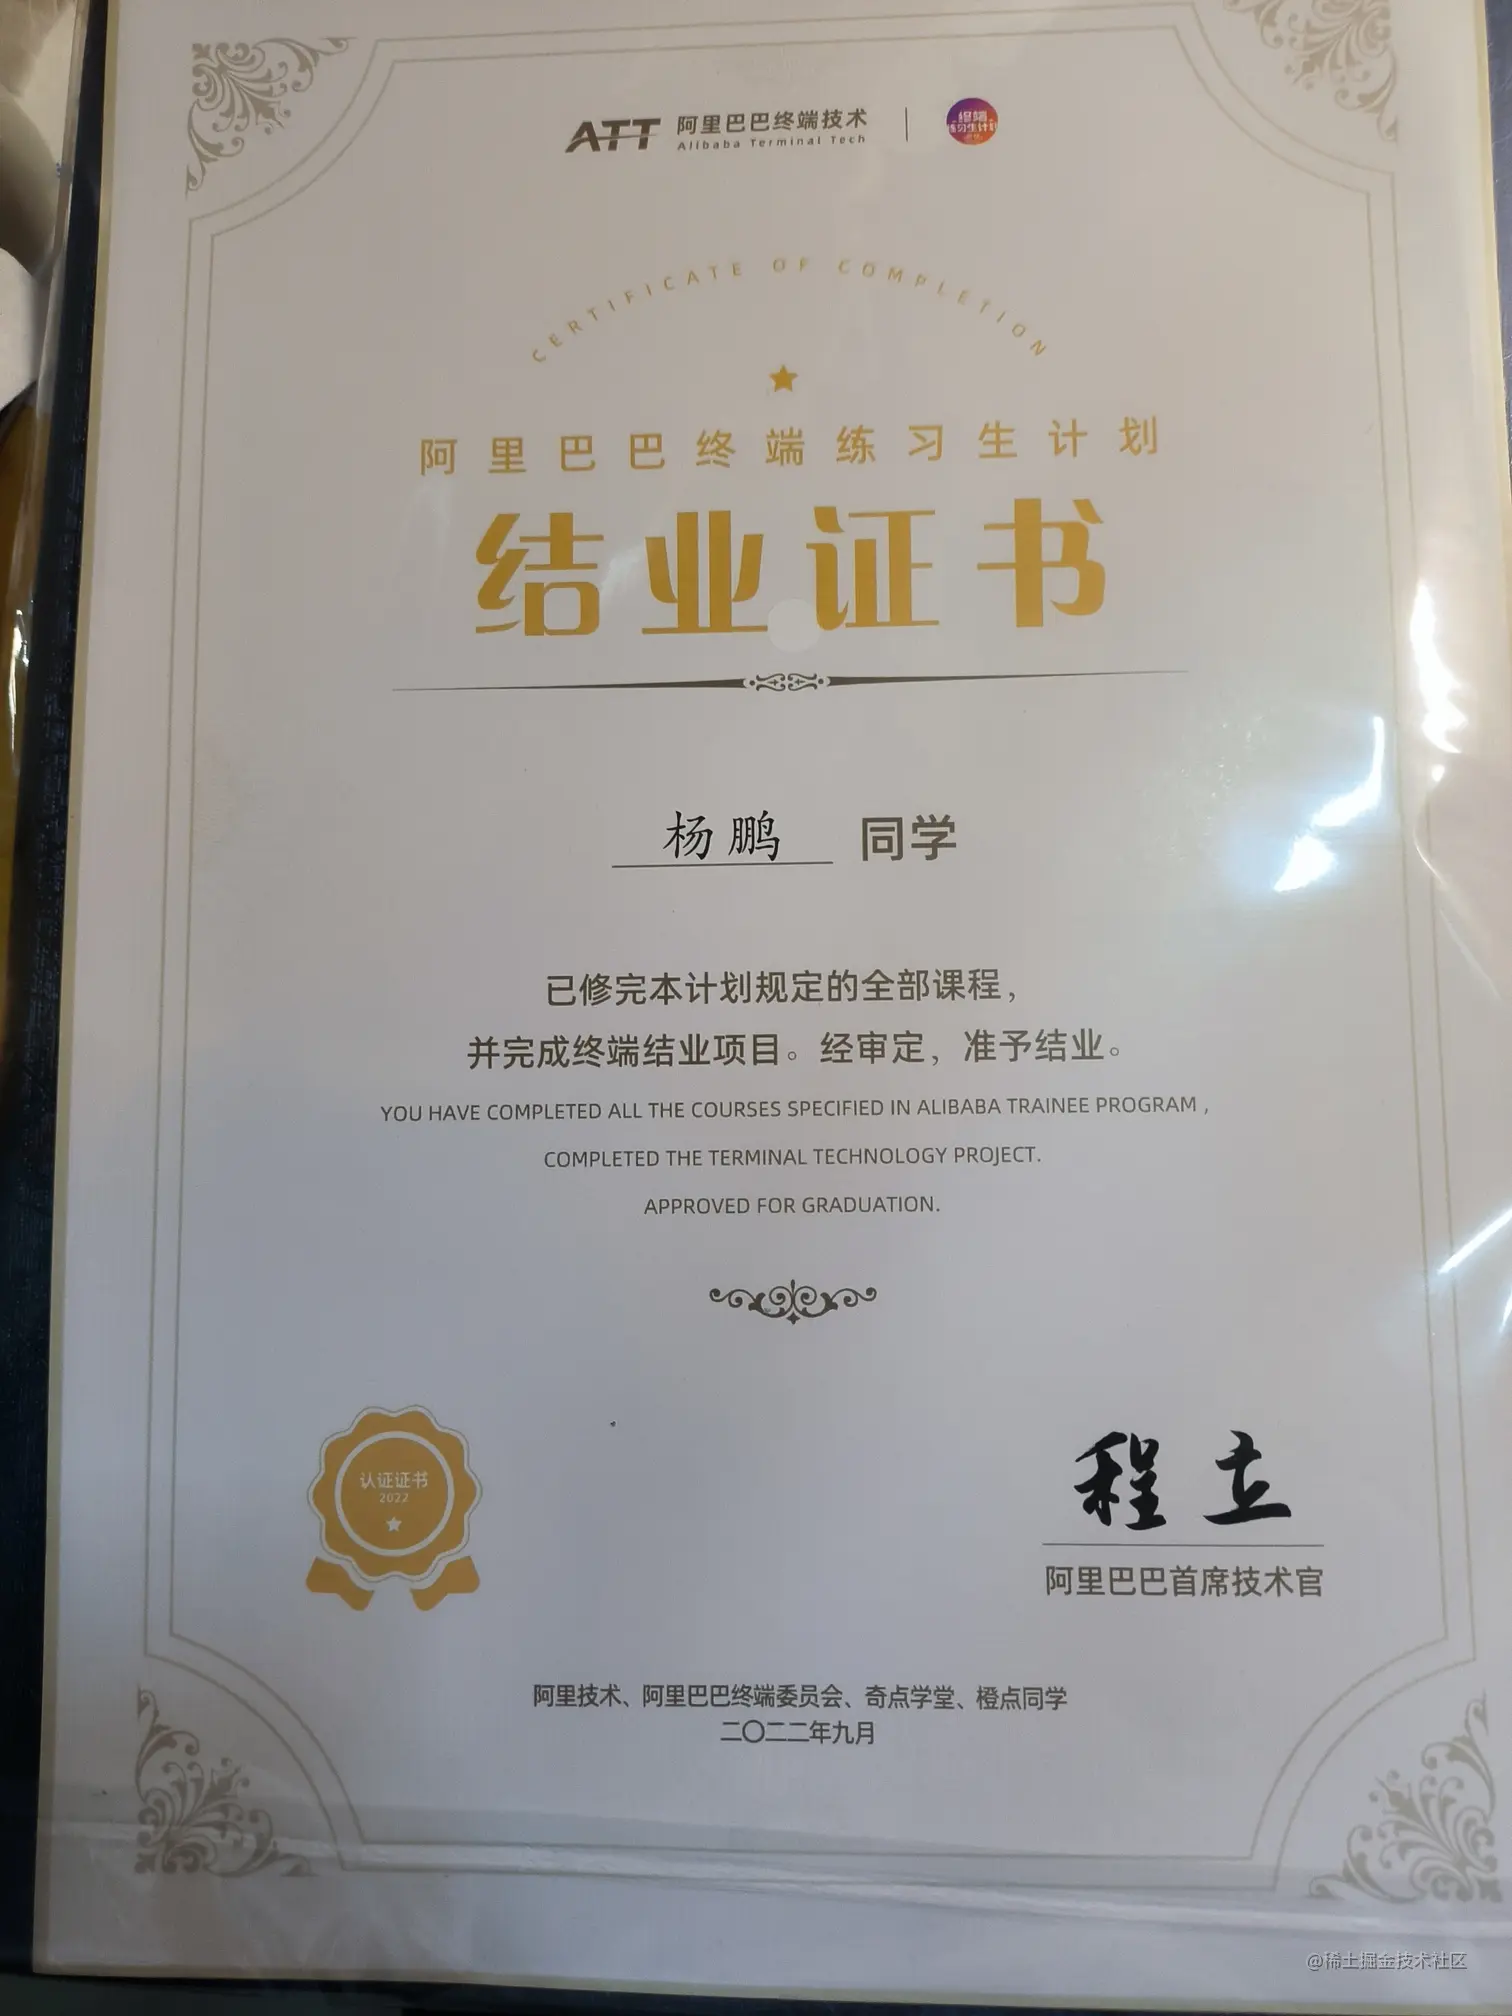 ATT 阿里巴巴终端技术
Alibaba Terminal Tech
终端
练习生计划
CERTIFICATE OF COMPLETION
阿里巴巴终端练习生计划
结业证书
杨鹏 同学
已修完本计划规定的全部课程，
并完成终端结业项目。经审定，准予结业。
YOU HAVE COMPLETED ALL THE COURSES SPECIFIED IN ALIBABA TRAINEE PROGRAM ,
COMPLETED THE TERMINAL TECHNOLOGY PROJECT.
APPROVED FOR GRADUATION.
认证证书
2022
程立
阿里巴巴首席技术官
阿里技术、阿里巴巴终端委员会、奇点学堂、橙点同学
二〇二二年九月
@稀土掘金技术社区